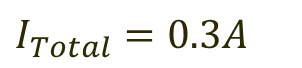 I_Total = 0.3A